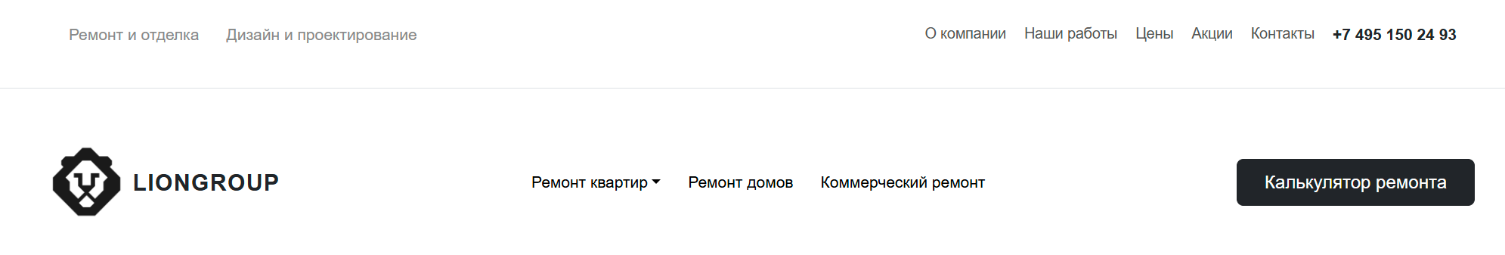 Ремонт и отделка Дизайн и проектирование О компании Наши работы Цены Акции Контакты +7 495 150 24 93
LIONGROUP Ремонт квартир Ремонт домов Коммерческий ремонт Калькулятор ремонта